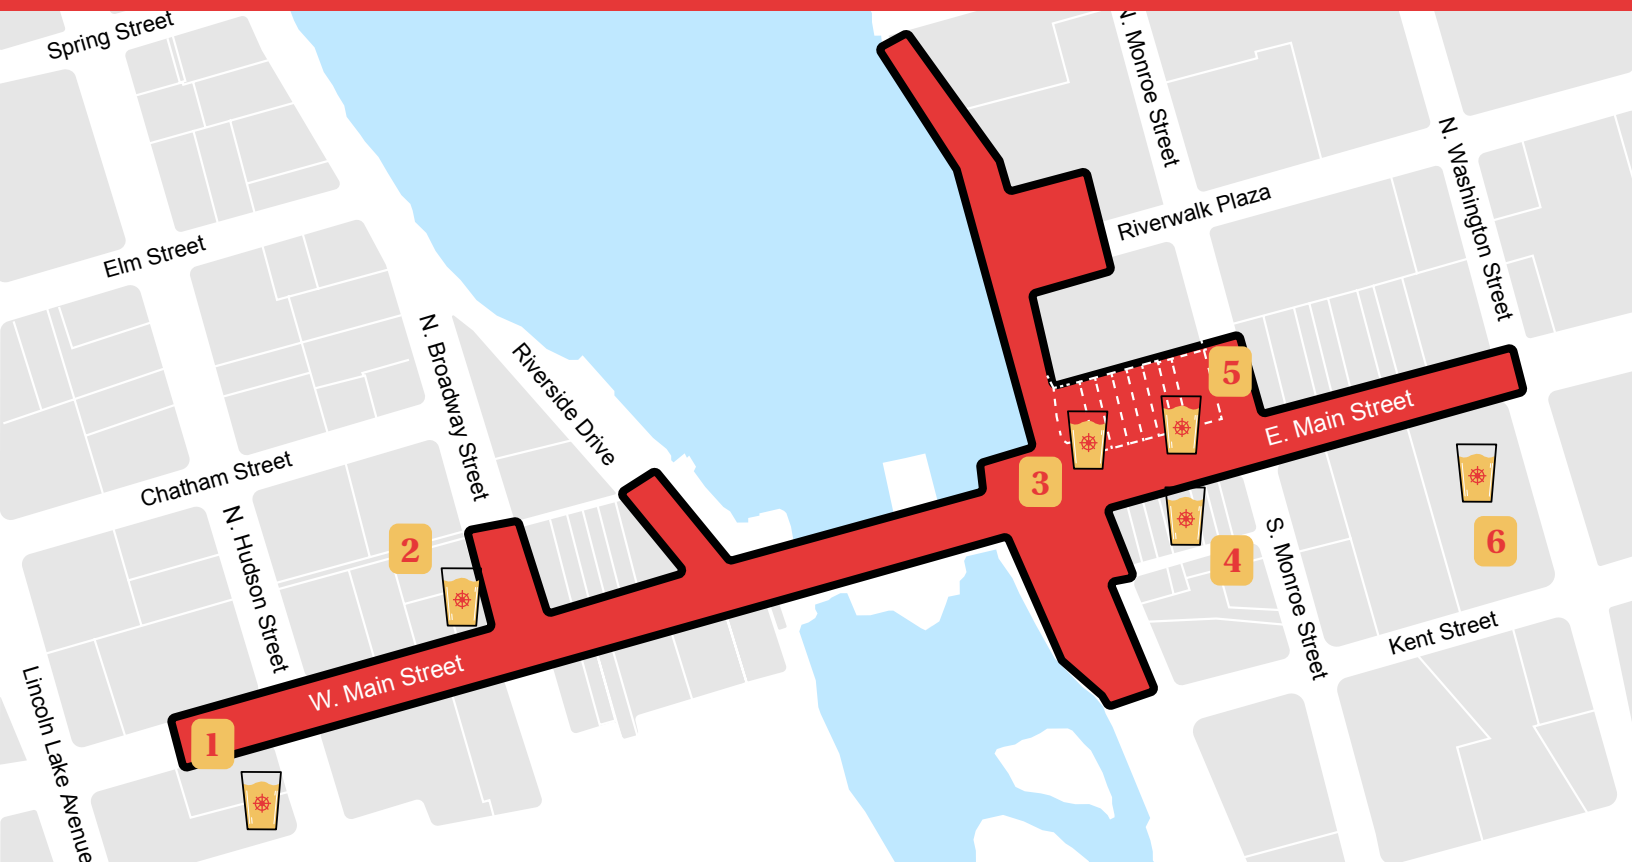 Spring Street
N. Monroe Street
N. Washington Street
Riverwalk Plaza
Elm Street
N. Broadway Street
Riverside Drive
5
E. Main Street
Chatham Street
3
2
4
6
N. Hudson Street
S. Monroe Street
Kent Street
W. Main Street
1
Lincoln Lake Avenue